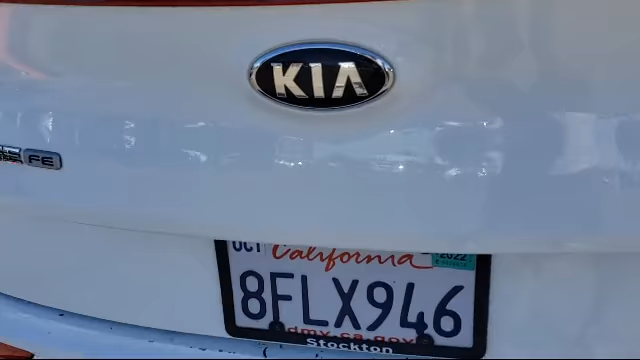 KIA
FE
OCT California 2022
8FLX946
dmv.ca.gov
Stockton